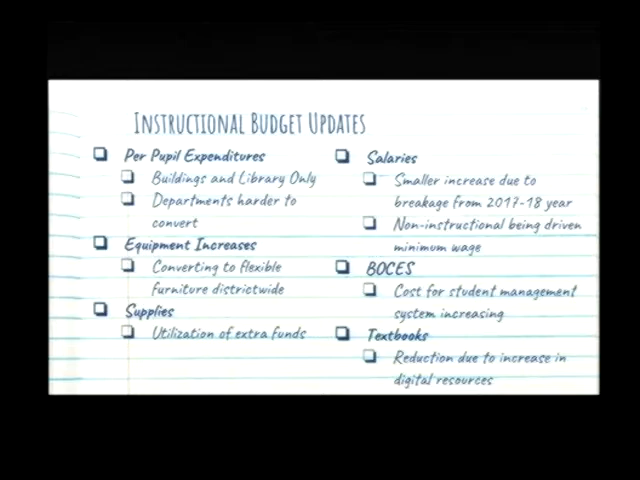 Instructional Budget Updates
Per Pupil Expenditures
Buildings and Library Only
Departments harder to
convert
Equipment Increases
Converting to flexible
furniture districtwide
Supplies
Utilization of extra funds
Salaries
Smaller increase due to
breakage from 2017-18 year
Non-instructional being driven
minimum wage
BOCES
Cost for student management
system increasing
Textbooks
Reduction due to increase in
digital resources